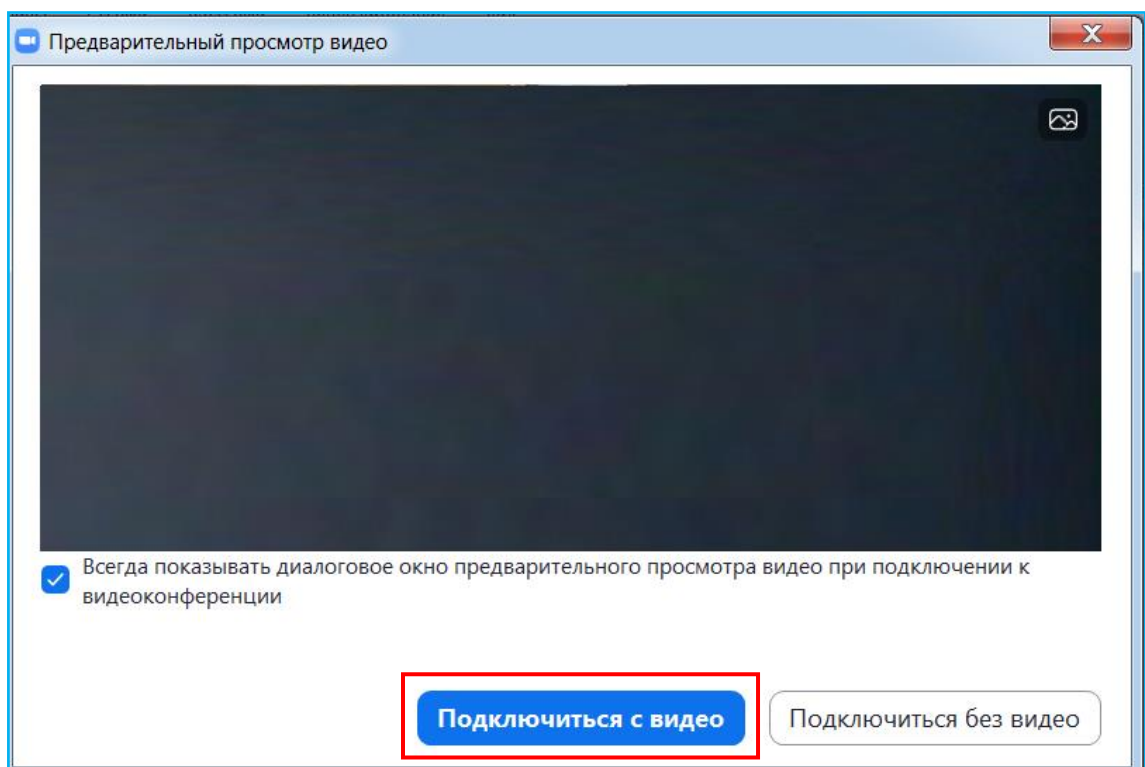 Предварительный просмотр видео
Всегда показывать диалоговое окно предварительного просмотра видео при подключении к
видеоконференции
Подключиться с видео
Подключиться без видео